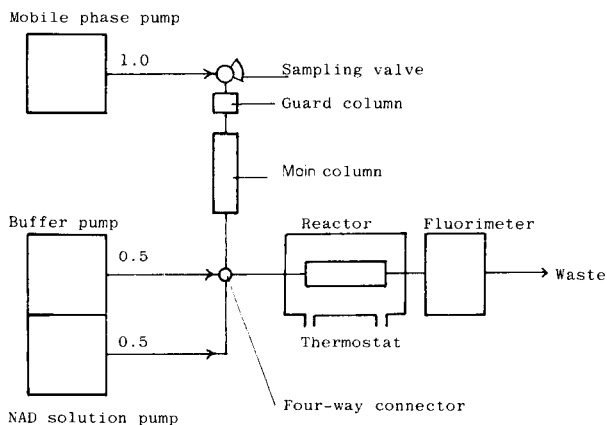 Mobile phase pump
1.0
Sampling valve
Guard column
Main column
Buffer pump
Reactor
Fluorimeter
0.5
Waste
0.5
Thermostat
Four-way connector
NAD solution pump